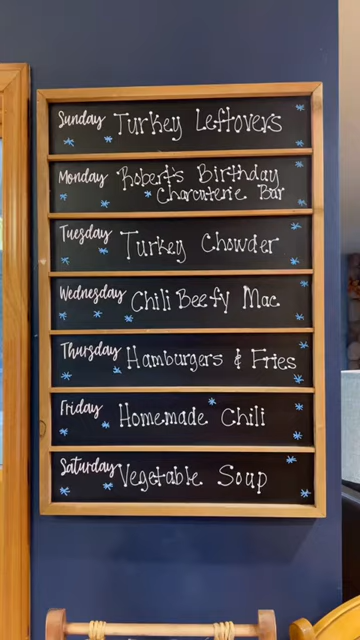 Sunday Turkey Leftovers
Monday Robert's Birthday
Charcuterie Bar
Tuesday Turkey Chowder
Wednesday Chili Beefy Mac
Thursday Hamburgers & Fries
Friday Homemade Chili
Saturday Vegetable Soup